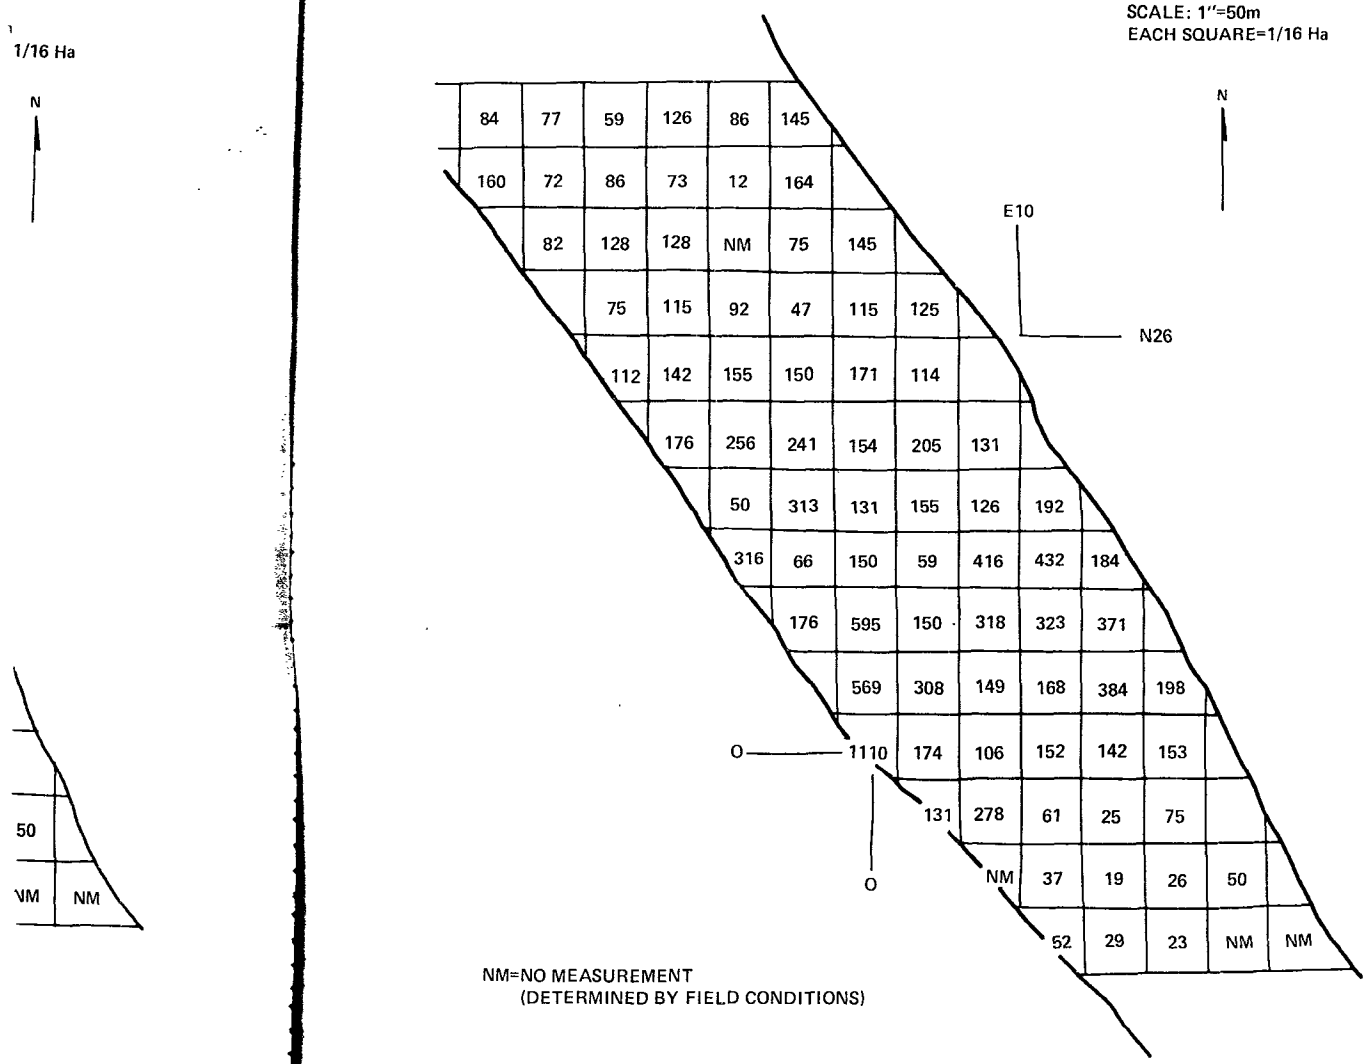 1/16 Ha
N
SCALE: 1"=50m
EACH SQUARE=1/16 Ha
N
84 77 59 126 86 145
160 72 86 73 12 164
E10
82 128 128 NM 75 145
75 115 92 47 115 125
N26
112 142 155 150 171 114
176 256 241 154 205 131
50 313 131 155 126 192
316 66 150 59 416 432 184
176 595 150 318 323 371
569 308 149 168 384 198
O 1110 174 106 152 142 153
131 278 61 25 75
50
O
NM 37 19 26 50
NM NM
52 29 23 NM NM
NM=NO MEASUREMENT
(DETERMINED BY FIELD CONDITIONS)